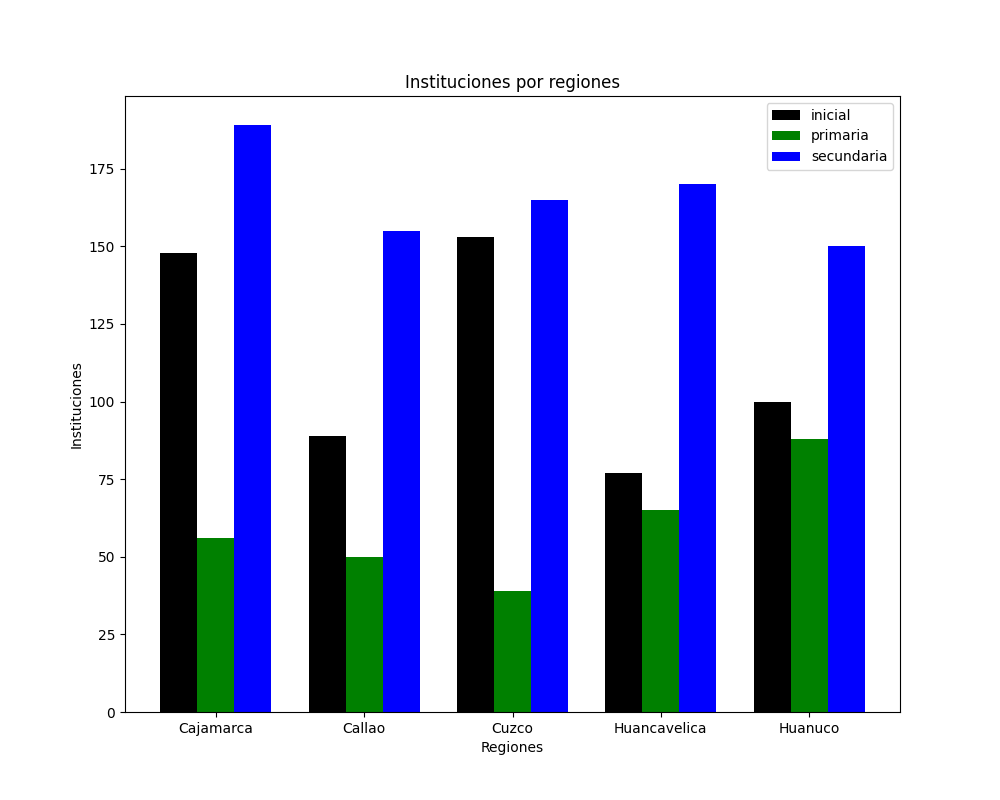 Instituciones por regiones
inicial
primaria
secundaria
Instituciones
175
150
125
100
75
50
25
0
Cajamarca Callao Cuzco Huancavelica Huanuco
Regiones